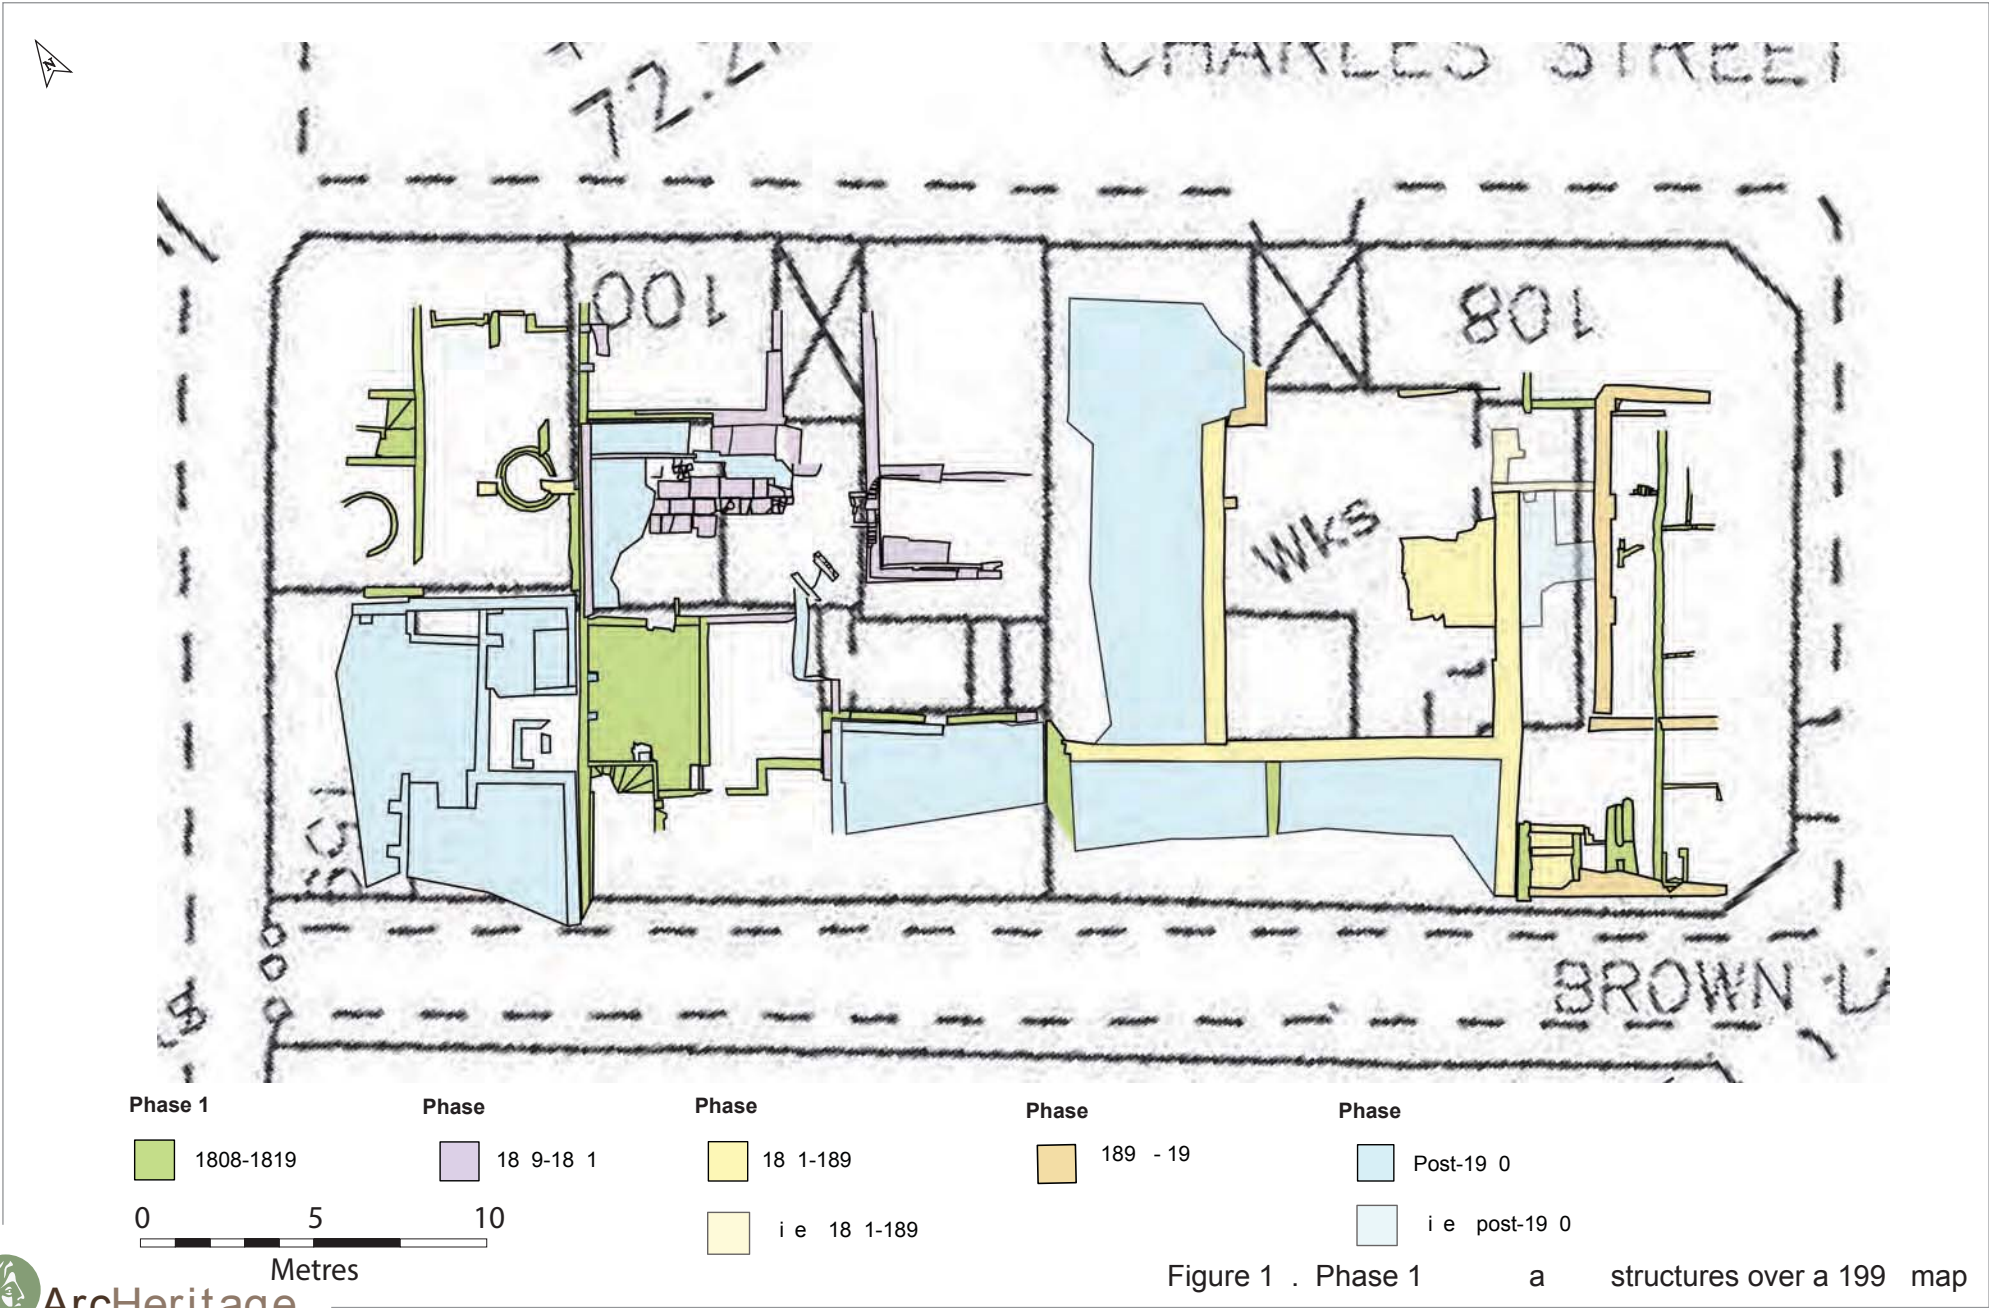 N
72.2
CHARLES STREET
100
108
Wks
BROWN
Phase 1
Phase
Phase
Phase
Phase
1808-1819
18 9-18 1
18 1-189
189 - 19
Post-19 0
i e 18 1-189
i e post-19 0
0 5 10
Metres
ArcHeritage
Figure 1 . Phase 1 a structures over a 199 map